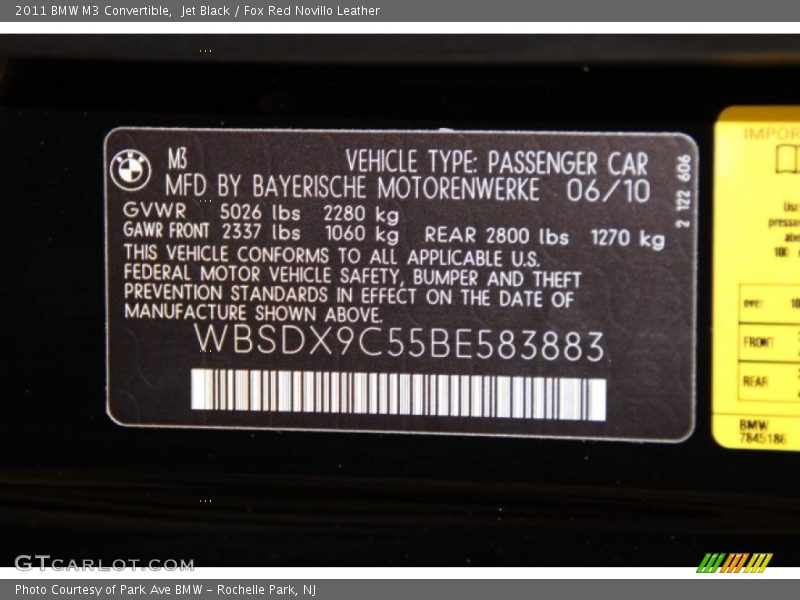 2011 BMW M3 Convertible,  Jet Black / Fox Red Novillo Leather
M3 VEHICLE TYPE: PASSENGER CAR
MFD BY BAYERISCHE MOTORENWERKE 06/10
GVWR 5026 lbs 2280 kg
GAWR FRONT 2337 lbs 1060 kg REAR 2800 lbs 1270 kg
THIS VEHICLE CONFORMS TO ALL APPLICABLE U.S.
FEDERAL MOTOR VEHICLE SAFETY, BUMPER AND THEFT
PREVENTION STANDARDS IN EFFECT ON THE DATE OF
MANUFACTURE SHOWN ABOVE.
WBSDX9C55BE583883
2 122 606
FRONT
REAR
BMW
7845186
GTCARLOT.COM
Photo Courtesy of Park Ave BMW - Rochelle Park, NJ